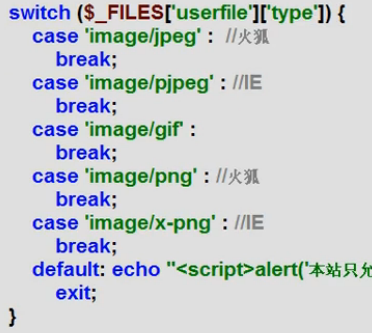 switch ($_FILES['userfile']['type']) {
case 'image/jpeg' : //火狐
break;
case 'image/pjpeg' : //IE
break;
case 'image/gif' :
break;
case 'image/png' : //火狐
break;
case 'image/x-png' : //IE
break;
default: echo "<script>alert('本站只允
exit;
}